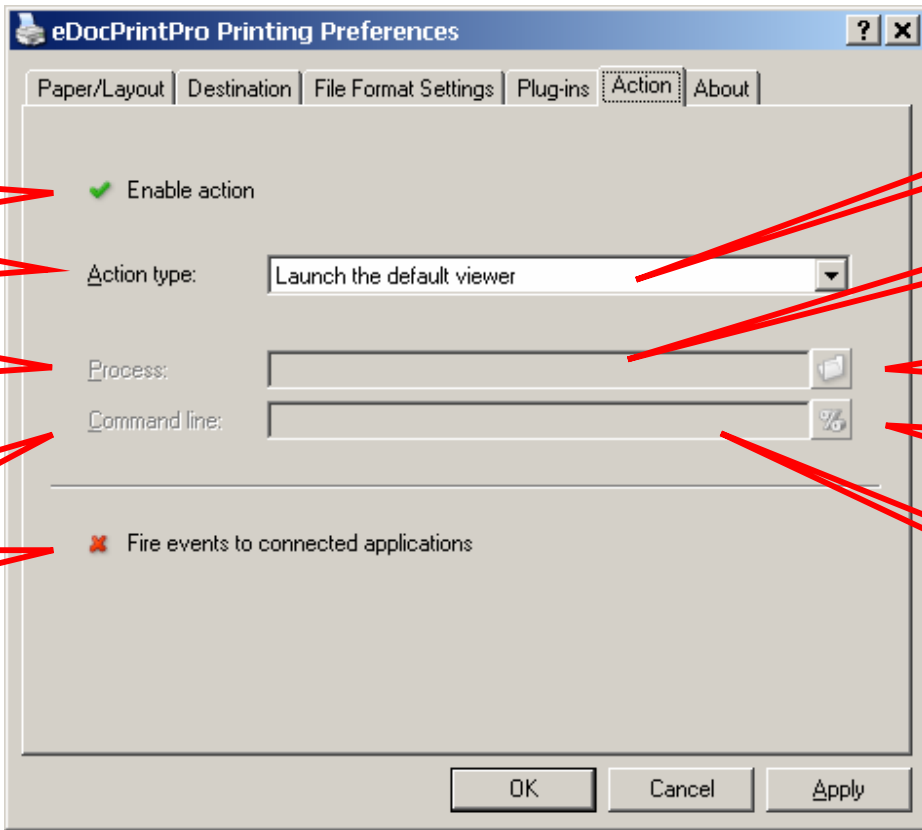 eDocPrintPro Printing Preferences
Paper/Layout Destination File Format Settings Plug-ins Action About
Enable action
Action type: Launch the default viewer
Process:
Command line:
Fire events to connected applications
OK Cancel Apply